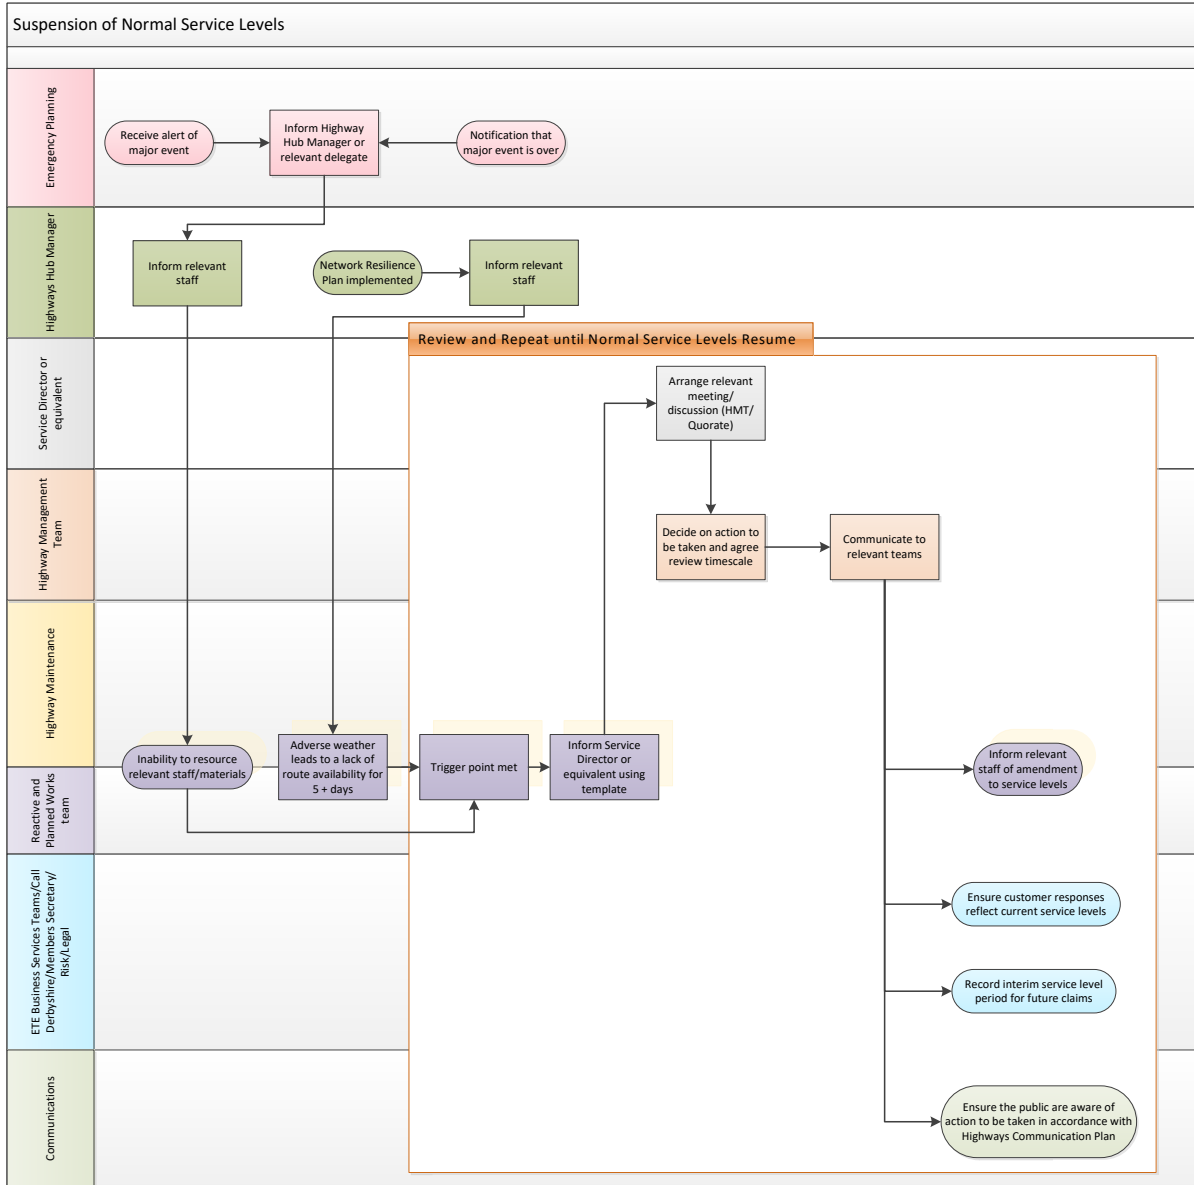 Suspension of Normal Service Levels
Emergency Planning
Receive alert of
major event
Inform Highway
Hub Manager or
relevant delegate
Notification that
major event is over
Highways Hub Manager
Inform relevant
staff
Network Resilience
Plan implemented
Inform relevant
staff
Review and Repeat until Normal Service Levels Resume
Service Director or
equivalent
Arrange relevant
meeting/
discussion (HMT/
Quorate)
Highway Management
Team
Decide on action to
be taken and agree
review timescale
Communicate to
relevant teams
Highway Maintenance
Reactive and
Planned Works
team
Inability to resource
relevant staff/materials
Adverse weather
leads to a lack of
route availability for
5 + days
Trigger point met
Inform Service
Director or
equivalent using
template
Inform relevant
staff of amendment
to service levels
ETE Business Services Teams/Call
Derbyshire/Members Secretary/
Risk/Legal
Ensure customer responses
reflect current service levels
Record interim service level
period for future claims
Communications
Ensure the public are aware of
action to be taken in accordance with
Highways Communication Plan